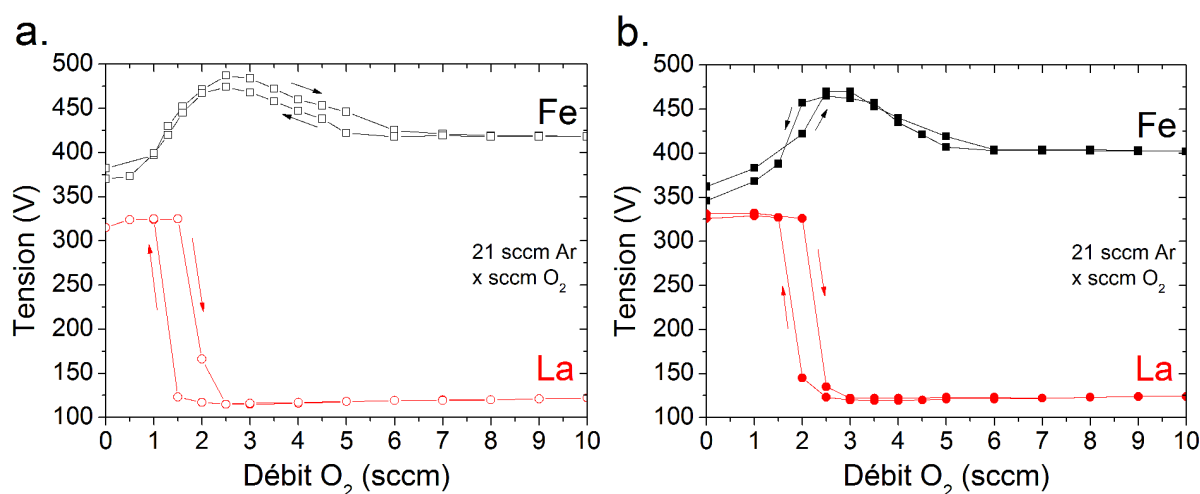 a.
500
450
400
350
300
250
200
150
100
Tension (V)
Fe
21 sccm Ar
x sccm O₂
La
0 1 2 3 4 5 6 7 8 9 10
Débit O₂ (sccm)
b.
500
450
400
350
300
250
200
150
100
Tension (V)
Fe
21 sccm Ar
x sccm O₂
La
0 1 2 3 4 5 6 7 8 9 10
Débit O₂ (sccm)